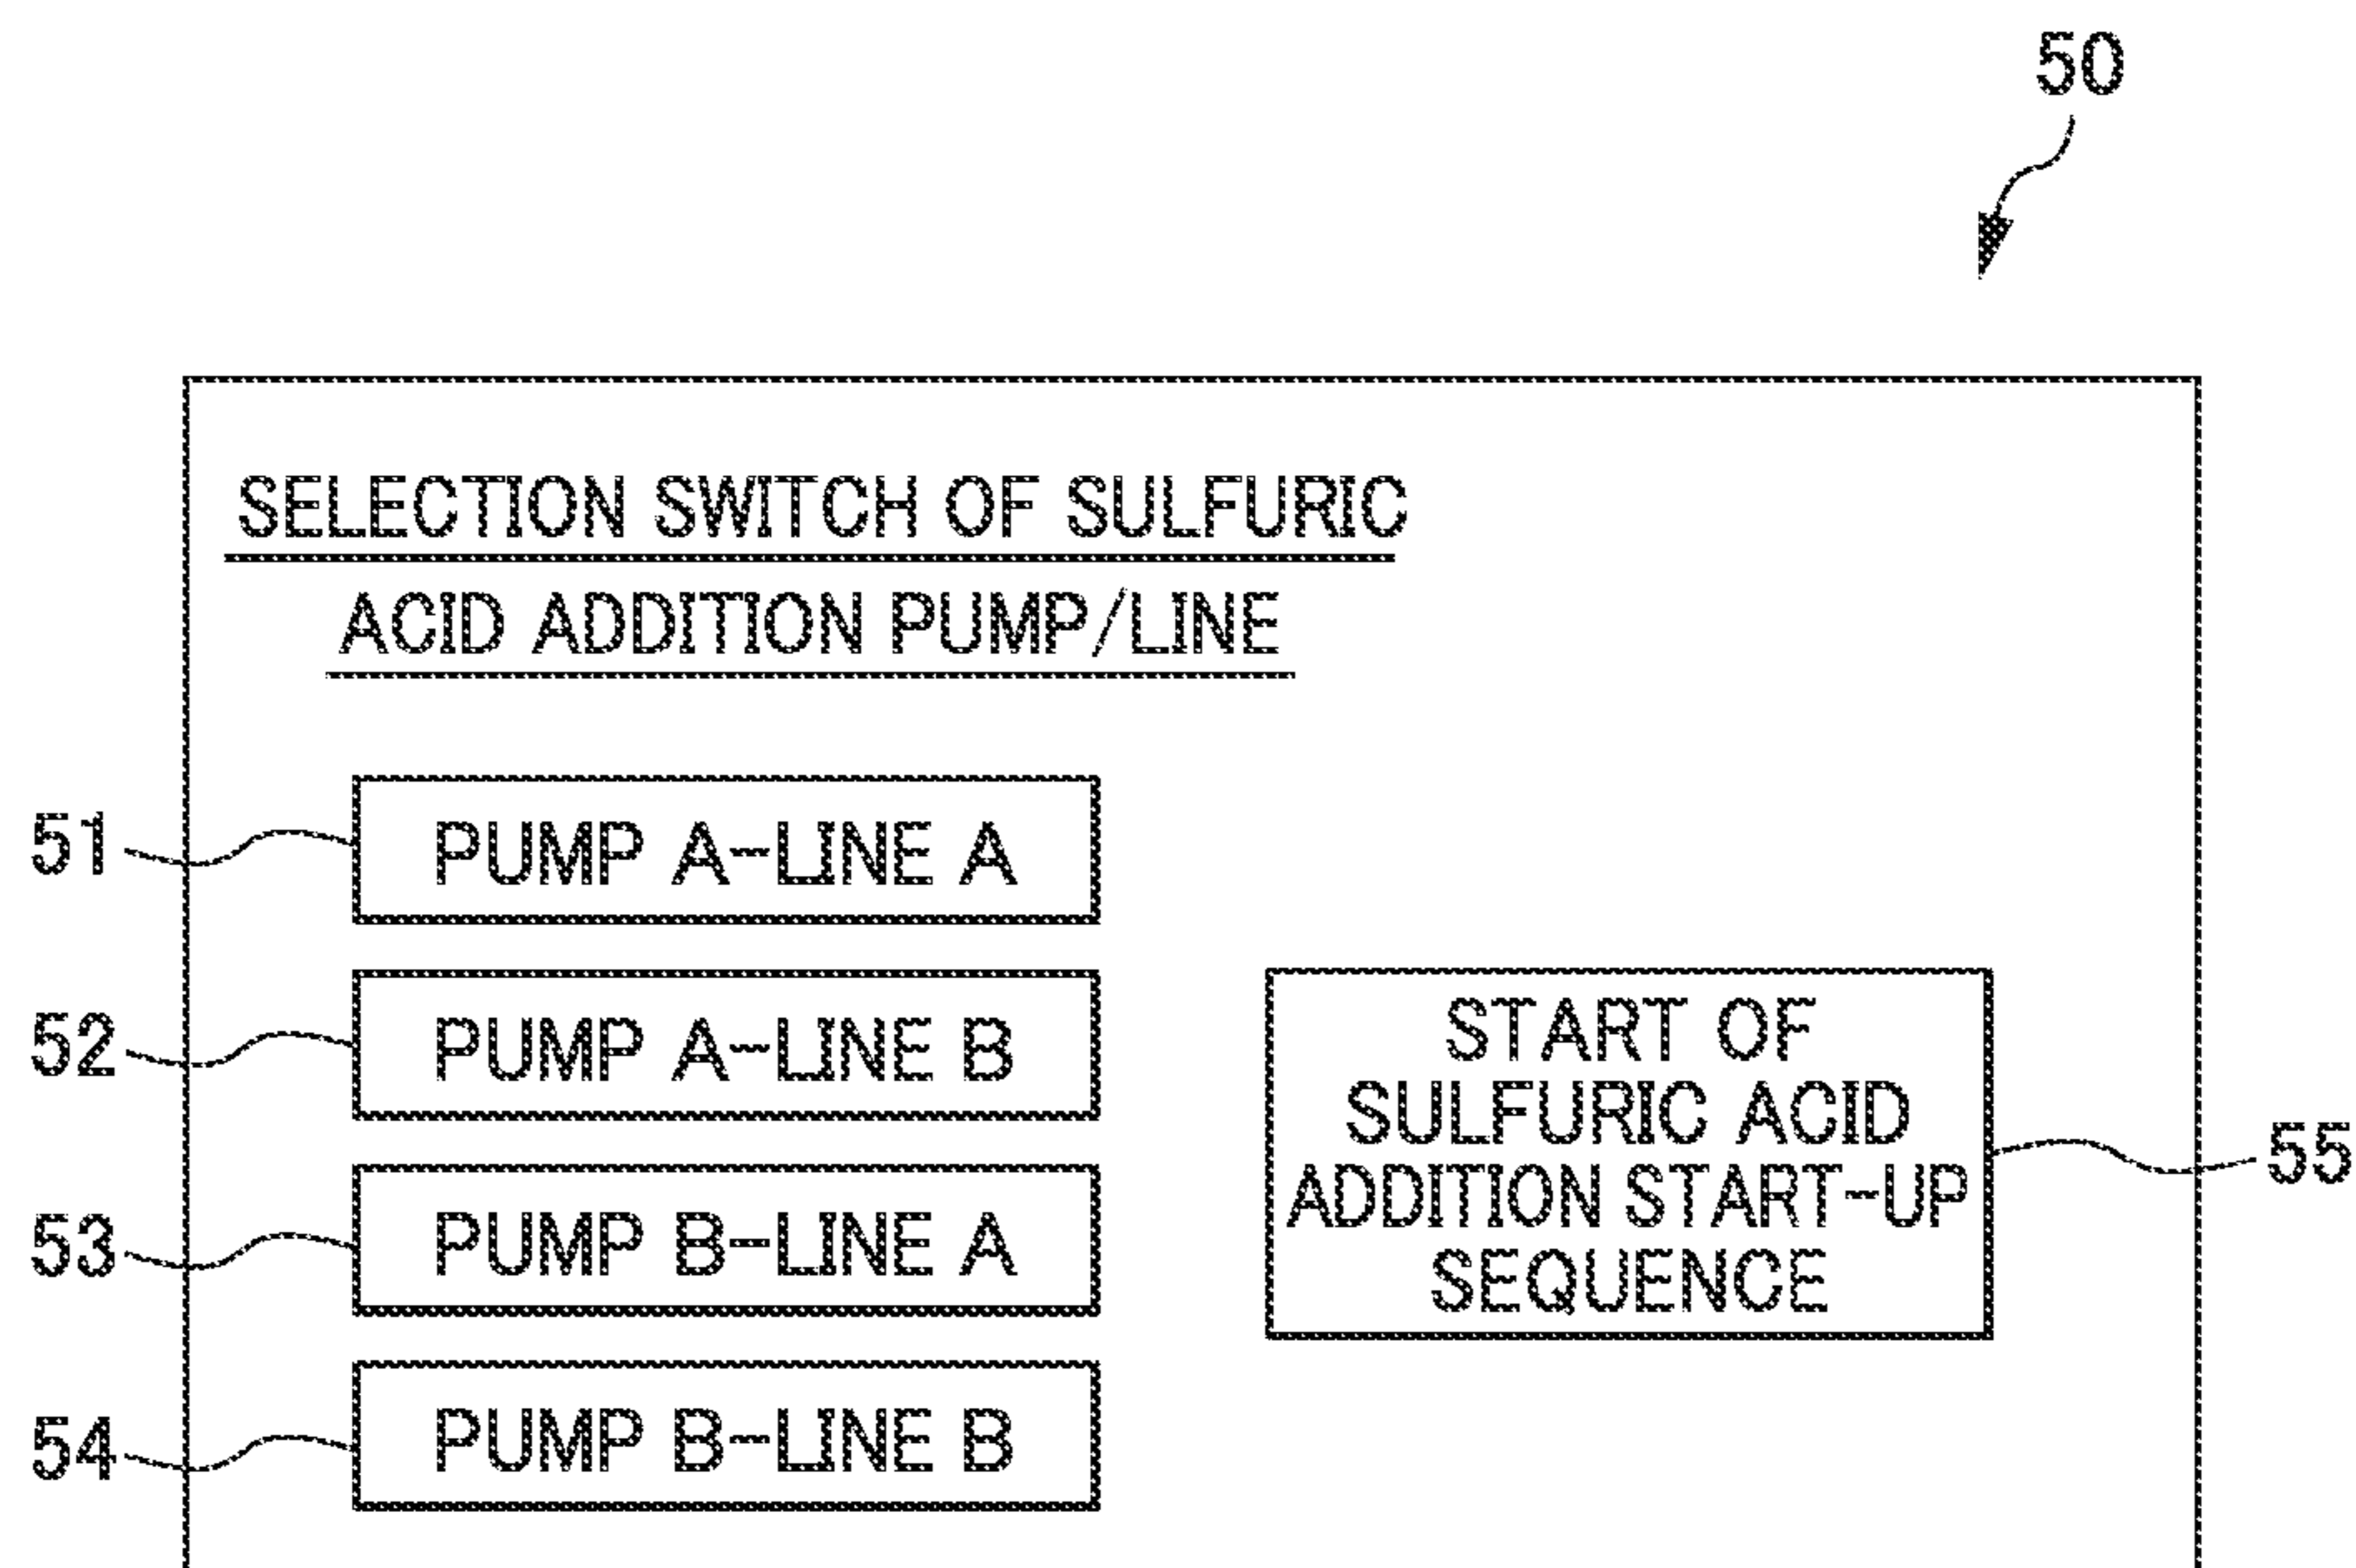 50
SELECTION SWITCH OF SULFURIC
ACID ADDITION PUMP/LINE
51
PUMP A-LINE A
52
PUMP A-LINE B
53
PUMP B-LINE A
54
PUMP B-LINE B
START OF
SULFURIC ACID
ADDITION START-UP
SEQUENCE
55